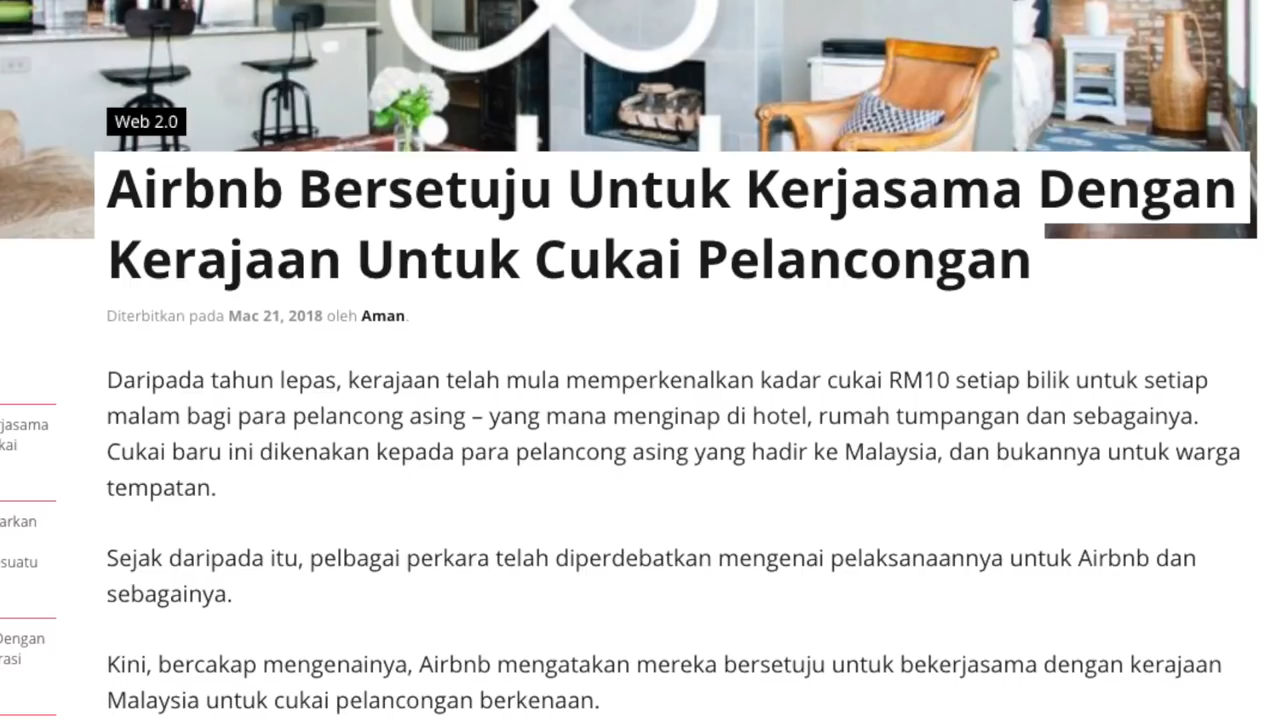 Web 2.0
Airbnb Bersetuju Untuk Kerjasama Dengan
Kerajaan Untuk Cukai Pelancongan
Diterbitkan pada Mac 21, 2018 oleh Aman.
Daripada tahun lepas, kerajaan telah mula memperkenalkan kadar cukai RM10 setiap bilik untuk setiap
malam bagi para pelancong asing – yang mana menginap di hotel, rumah tumpangan dan sebagainya.
Cukai baru ini dikenakan kepada para pelancong asing yang hadir ke Malaysia, dan bukannya untuk warga
tempatan.
Sejak daripada itu, pelbagai perkara telah diperdebatkan mengenai pelaksanaannya untuk Airbnb dan
sebagainya.
Kini, bercakap mengenainya, Airbnb mengatakan mereka bersetuju untuk bekerjasama dengan kerajaan
Malaysia untuk cukai pelancongan berkenaan.
Dengan